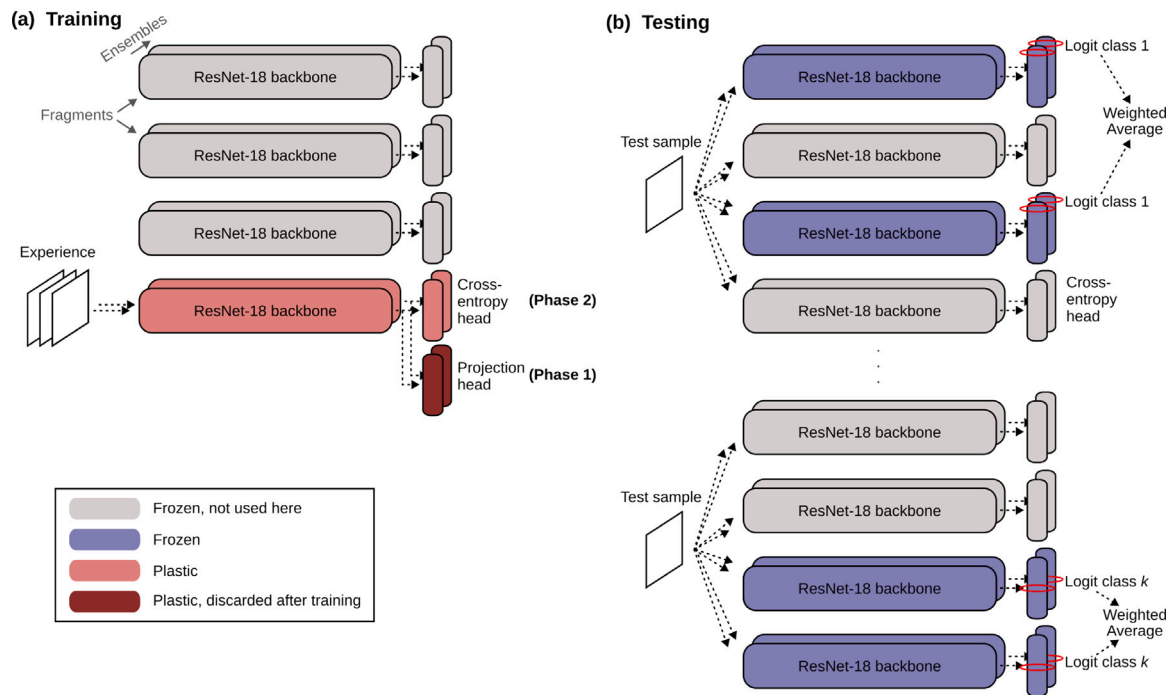 (a) Training
Ensembles
ResNet-18 backbone
Fragments
ResNet-18 backbone
ResNet-18 backbone
Experience
ResNet-18 backbone
Cross-
entropy
head
(Phase 2)
Projection
head
(Phase 1)
Frozen, not used here
Frozen
Plastic
Plastic, discarded after training
(b) Testing
ResNet-18 backbone
Logit class 1
Weighted
Average
Test sample
ResNet-18 backbone
ResNet-18 backbone
Logit class 1
ResNet-18 backbone
Cross-
entropy
head
ResNet-18 backbone
Test sample
ResNet-18 backbone
ResNet-18 backbone
Logit class k
Weighted
Average
ResNet-18 backbone
Logit class k